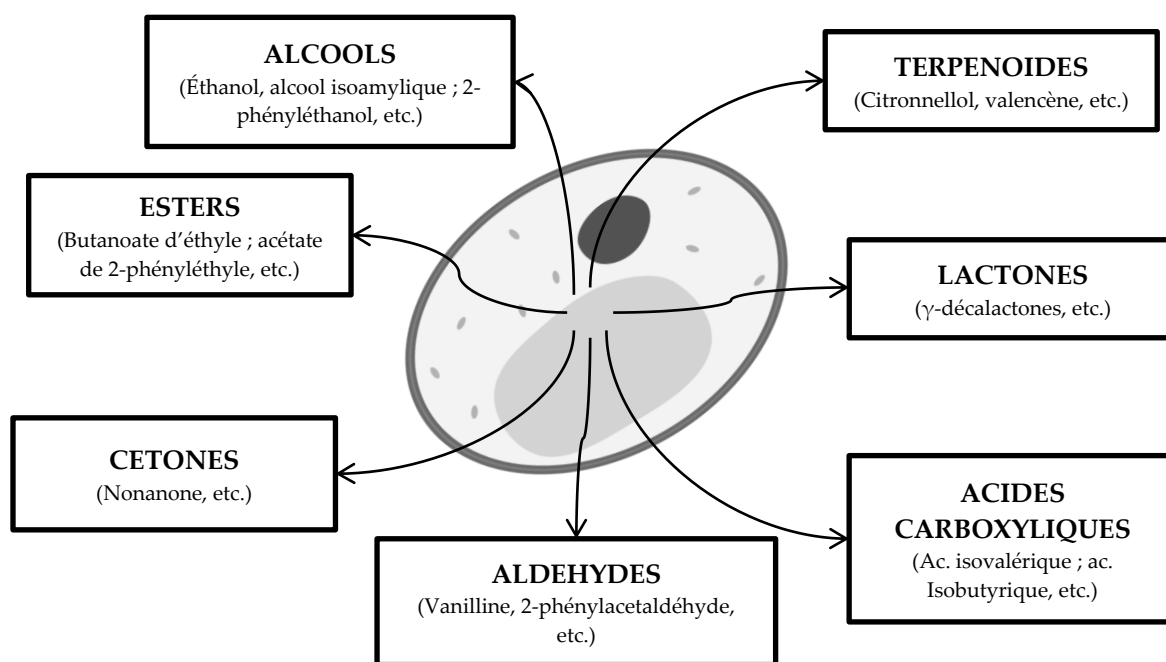 ALCOOLS
(Éthanol, alcool isoamylique ; 2-
phényléthanol, etc.)
TERPENOIDES
(Citronnellol, valencène, etc.)
ESTERS
(Butanoate d’éthyle ; acétate
de 2-phényléthyle, etc.)
LACTONES
(γ-décalactones, etc.)
CETONES
(Nonanone, etc.)
ACIDES
CARBOXYLIQUES
(Ac. isovalérique ; ac.
Isobutyrique, etc.)
ALDEHYDES
(Vanilline, 2-phénylacetaldéhyde,
etc.)